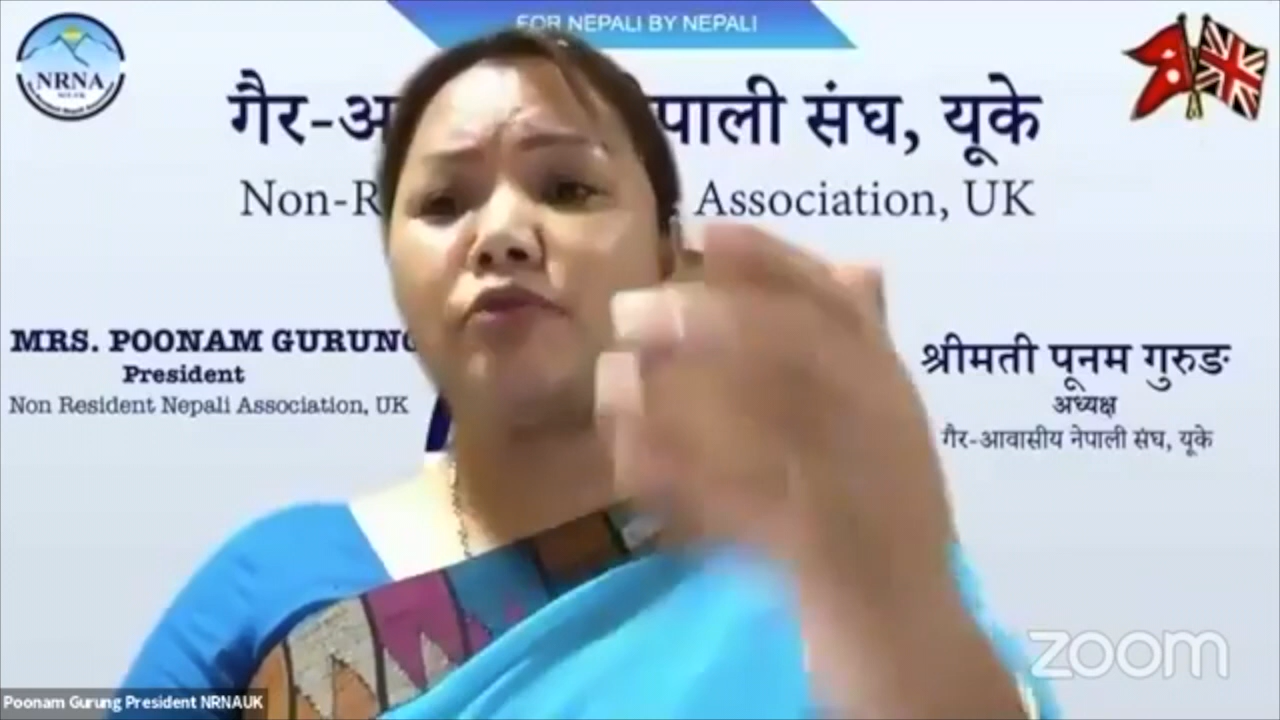 FOR NEPALI BY NEPALI
NRNA
गैर-अ पाली संघ, यूके
Non-R Association, UK
MRS. POONAM GURUNG
President
Non Resident Nepali Association, UK
श्रीमती पूनम गुरुङ
अध्यक्ष
गैर-आवासीय नेपाली संघ, यूके
zoom
Poonam Gurung President NRNAUK